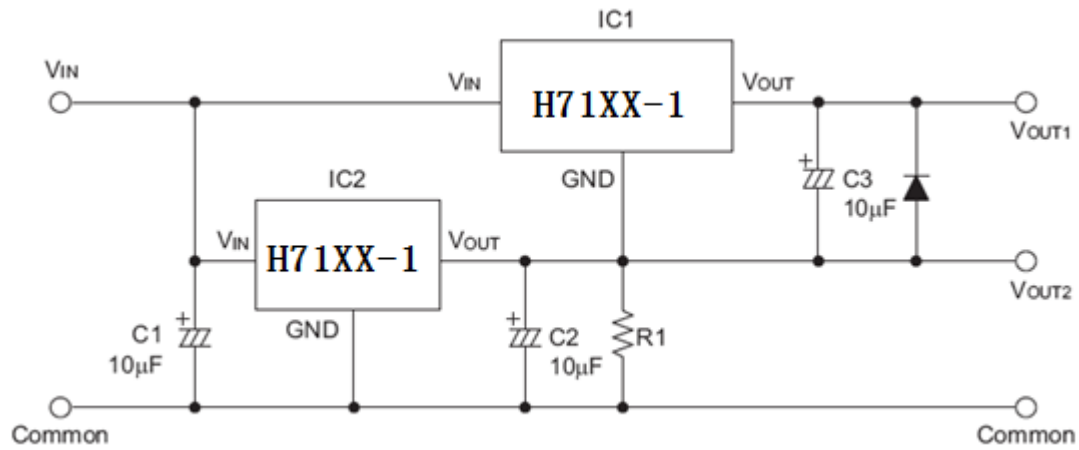 IC1
VIN
VIN
H71XX-1
VOUT
VOUT1
GND
C3
10µF
IC2
VIN
H71XX-1
VOUT
VOUT2
GND
C1
10µF
C2
10µF
R1
Common
Common